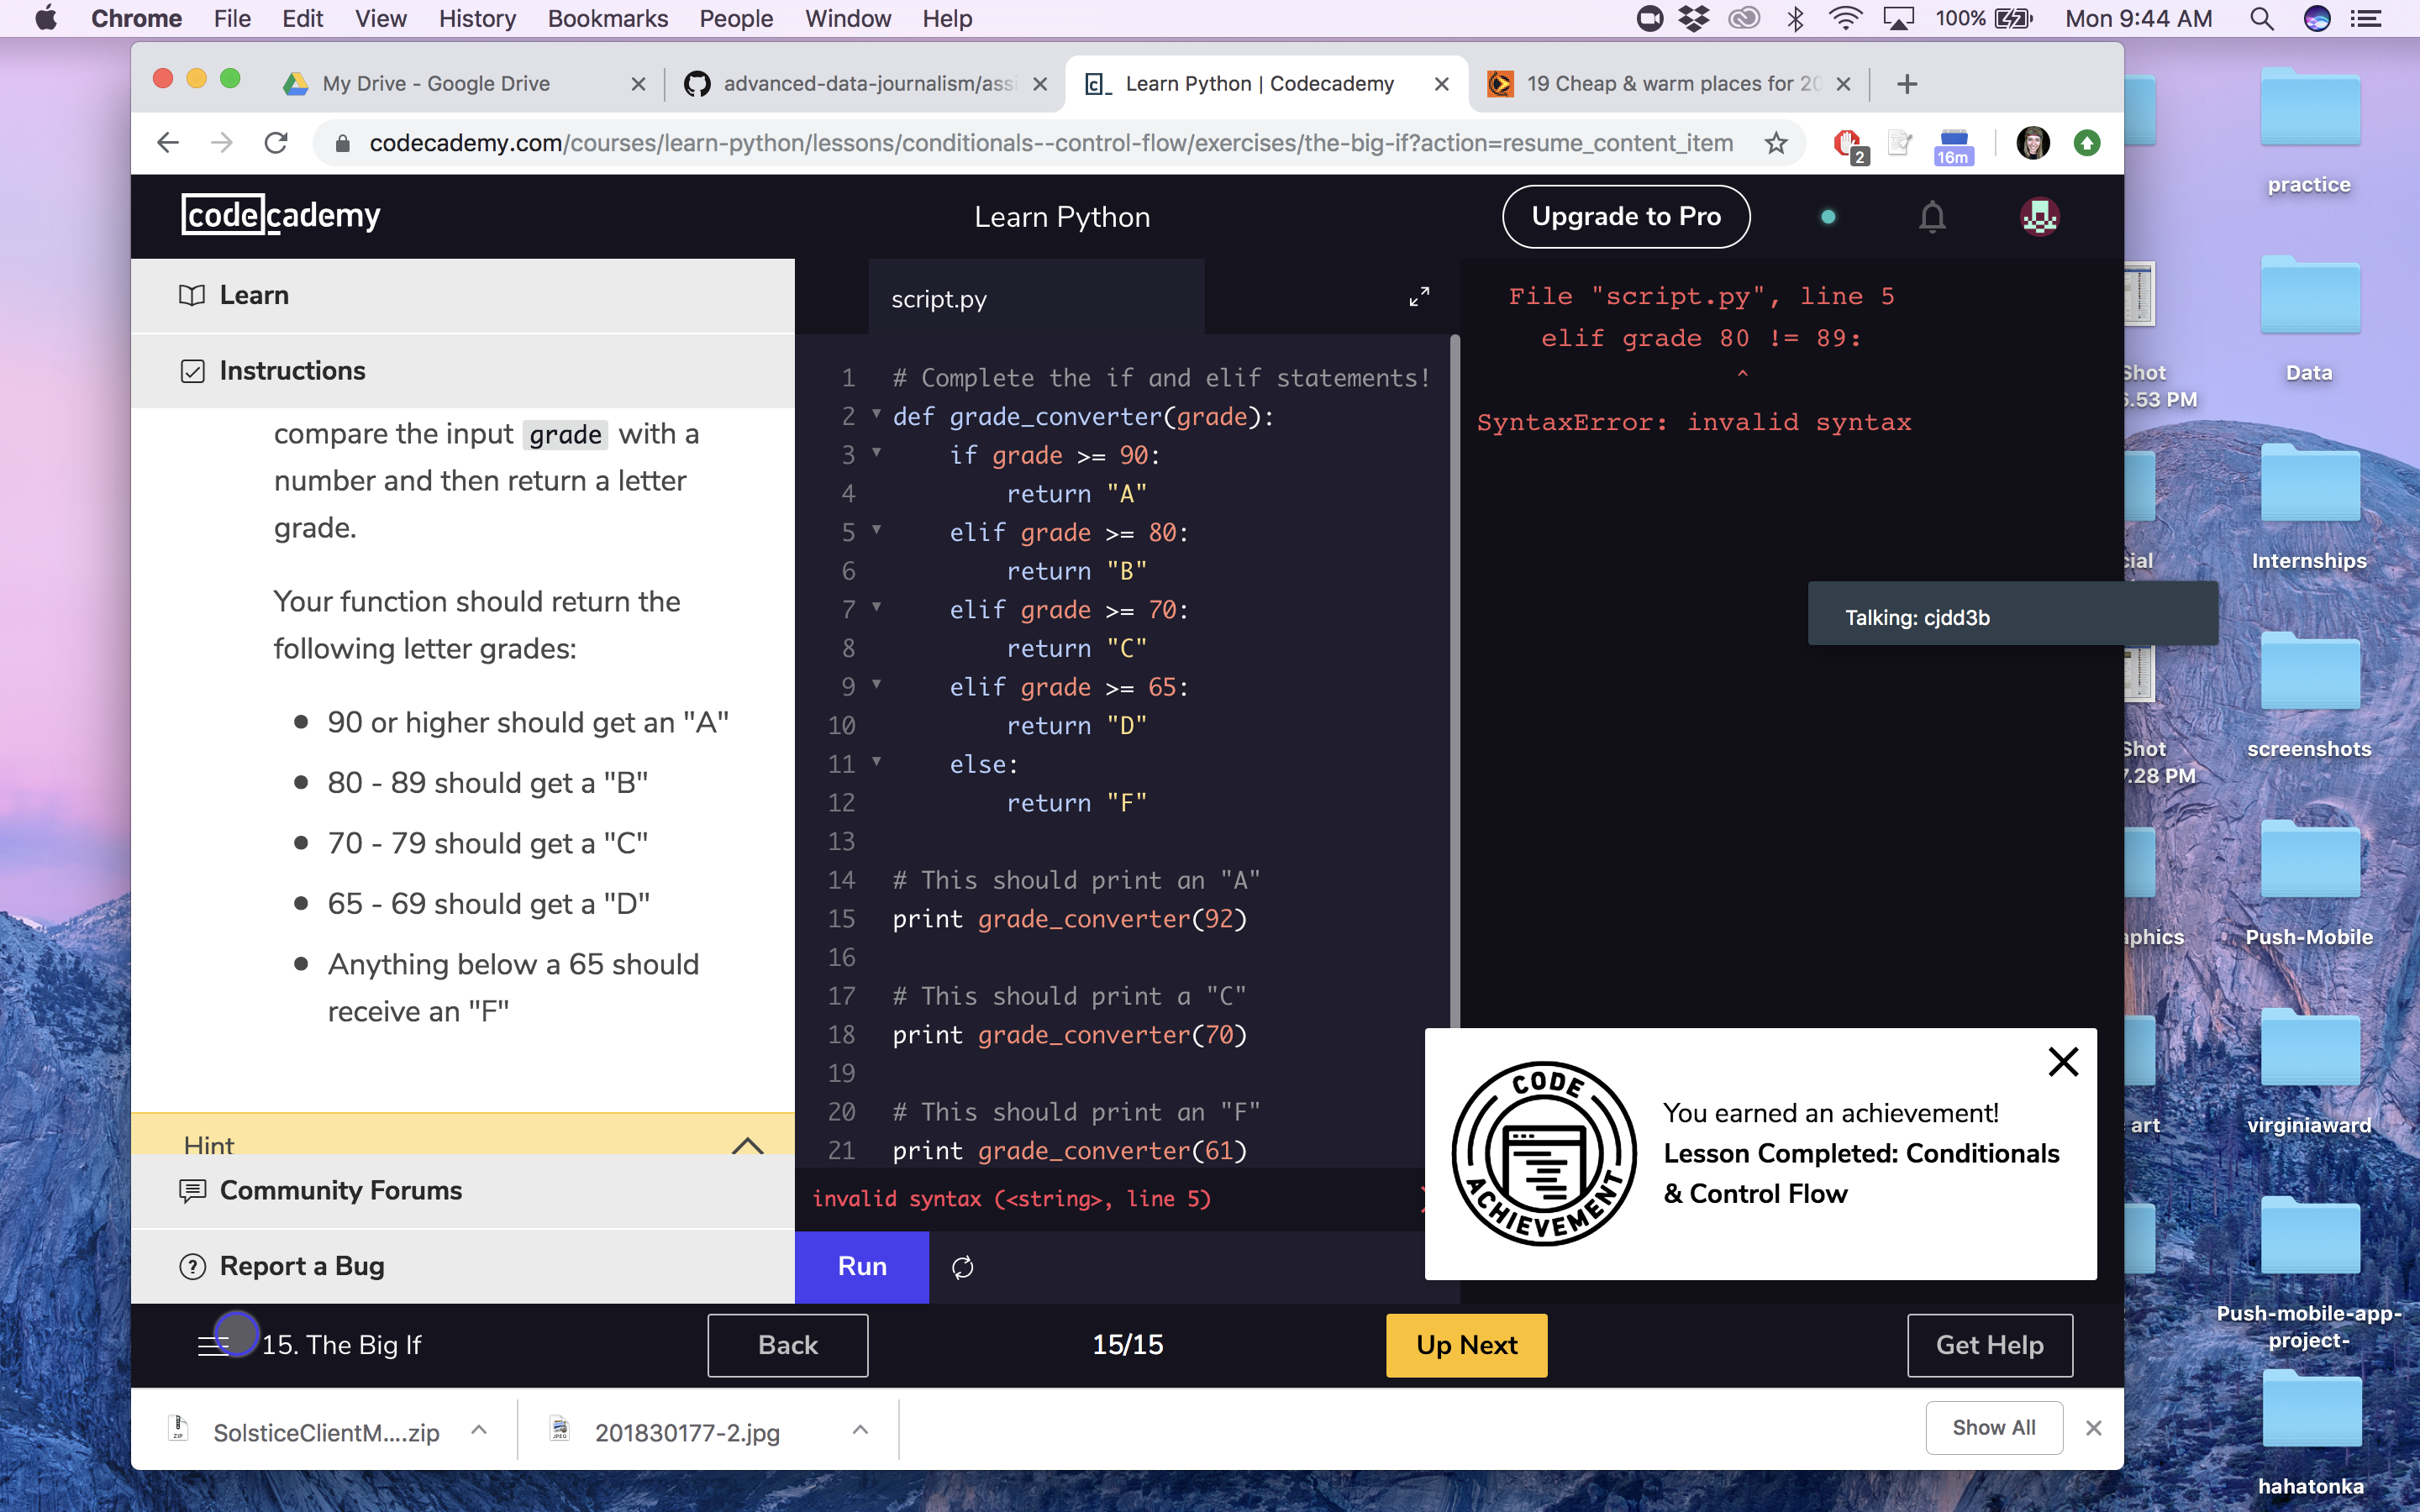 Chrome File Edit View History Bookmarks People Window Help 100% Mon 9:44 AM
My Drive - Google Drive advanced-data-journalism/assi Learn Python | Codecademy 19 Cheap & warm places for 20
codecademy.com/courses/learn-python/lessons/conditionals--control-flow/exercises/the-big-if?action=resume_content_item 2 16m
codecademy Learn Python Upgrade to Pro
Learn
Instructions
compare the input grade with a
number and then return a letter
grade.
Your function should return the
following letter grades:
90 or higher should get an "A"
80 - 89 should get a "B"
70 - 79 should get a "C"
65 - 69 should get a "D"
Anything below a 65 should
receive an "F"
Hint
Community Forums
Report a Bug
script.py
1 # Complete the if and elif statements!
2 def grade_converter(grade):
3 if grade >= 90:
4 return "A"
5 elif grade >= 80:
6 return "B"
7 elif grade >= 70:
8 return "C"
9 elif grade >= 65:
10 return "D"
11 else:
12 return "F"
13
14 # This should print an "A"
15 print grade_converter(92)
16
17 # This should print a "C"
18 print grade_converter(70)
19
20 # This should print an "F"
21 print grade_converter(61)
invalid syntax (<string>, line 5)
Run
File "script.py", line 5
elif grade 80 != 89:
^
SyntaxError: invalid syntax
Talking: cjdd3b
CODE
ACHIEVEMENT
You earned an achievement!
Lesson Completed: Conditionals
& Control Flow
15. The Big If Back 15/15 Up Next Get Help
SolsticeClientM....zip 201830177-2.jpg Show All
practice
Data
Shot
6.53 PM
cial
Internships
Shot
7.28 PM
screenshots
aphics
Push-Mobile
art
virginiaward
Push-mobile-app-
project-
hahatonka